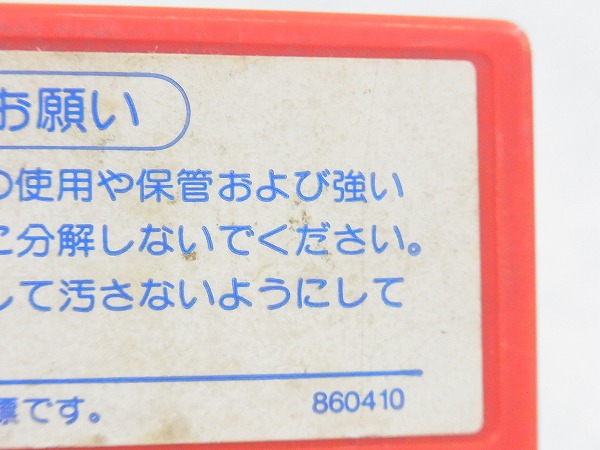 お願い
の使用や保管および強い
に分解しないでください。
して汚さないようにして
標です。 860410